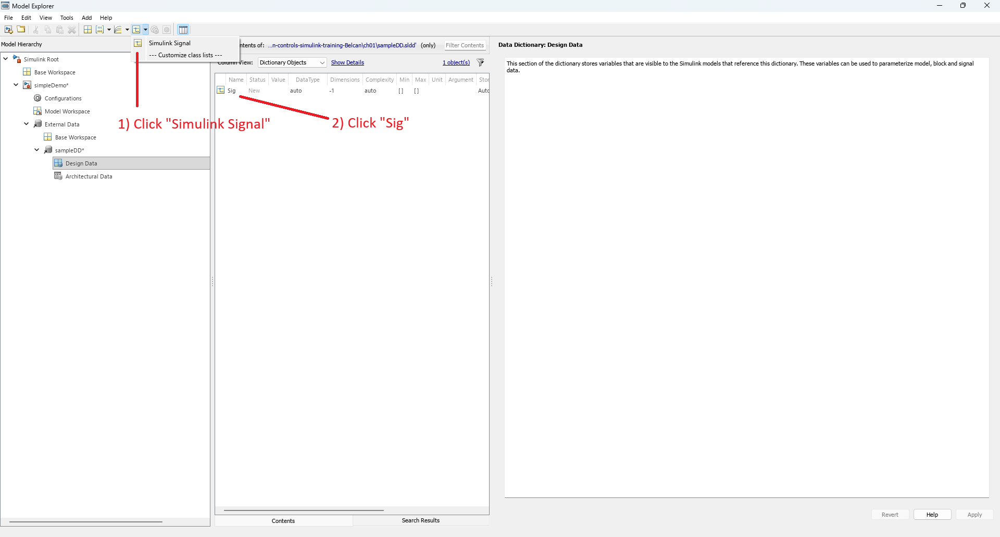 Model Explorer
File Edit View Tools Add Help
Model Hierarchy
Simulink Signal
--- Customize class lists ---
ntents of: ...n-controls-simulink-training-Belcan\ch01\sampleDD.sldd' (only) Filter Contents
Column View: Dictionary Objects Show Details 1 object(s)
Name Status Value DataType Dimensions Complexity Min Max Unit Argument Stor
Sig New auto -1 auto [ ] [ ] Auto
Simulink Root
Base Workspace
simpleDemo*
Configurations
Model Workspace
External Data
Base Workspace
sampleDD*
Design Data
Architectural Data
1) Click "Simulink Signal"
2) Click "Sig"
Data Dictionary: Design Data
This section of the dictionary stores variables that are visible to the Simulink models that reference this dictionary. These variables can be used to parameterize model, block and signal
data.
Contents Search Results
Revert Help Apply